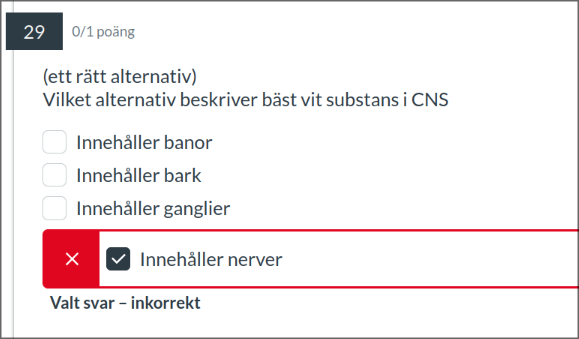 29 0/1 poäng
(ett rätt alternativ)
Vilket alternativ beskriver bäst vit substans i CNS
Innehåller banor
Innehåller bark
Innehåller ganglier
Innehåller nerver
Valt svar – inkorrekt